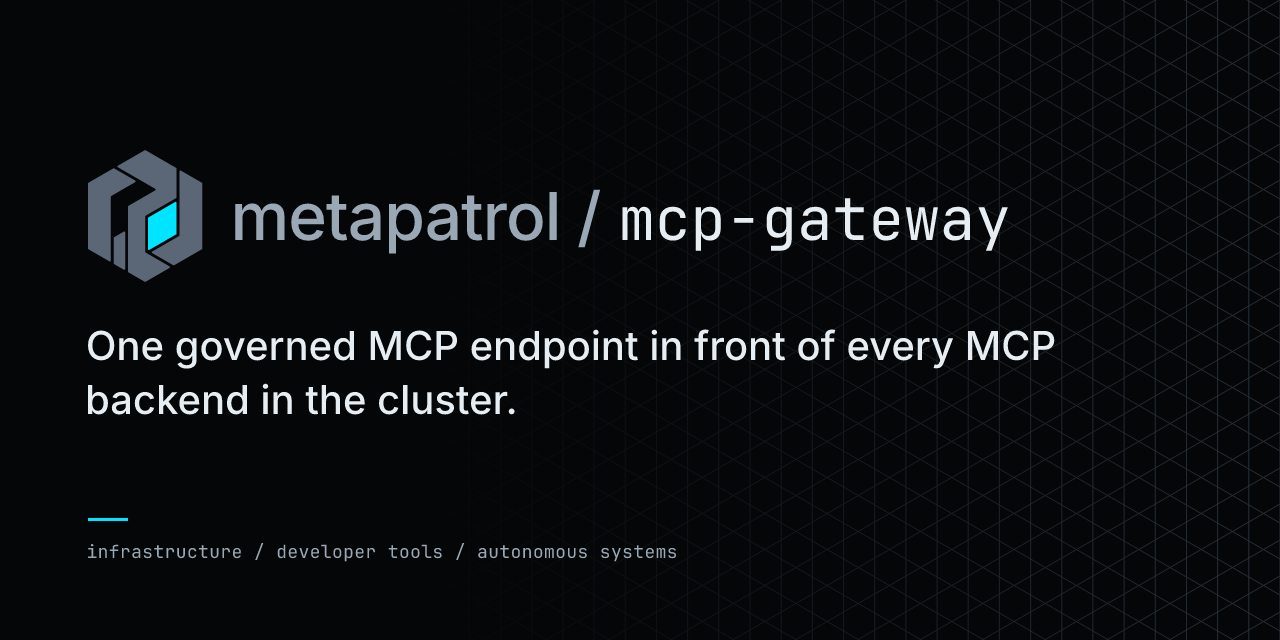 metapatrol / mcp-gateway
One governed MCP endpoint in front of every MCP
backend in the cluster.
infrastructure / developer tools / autonomous systems